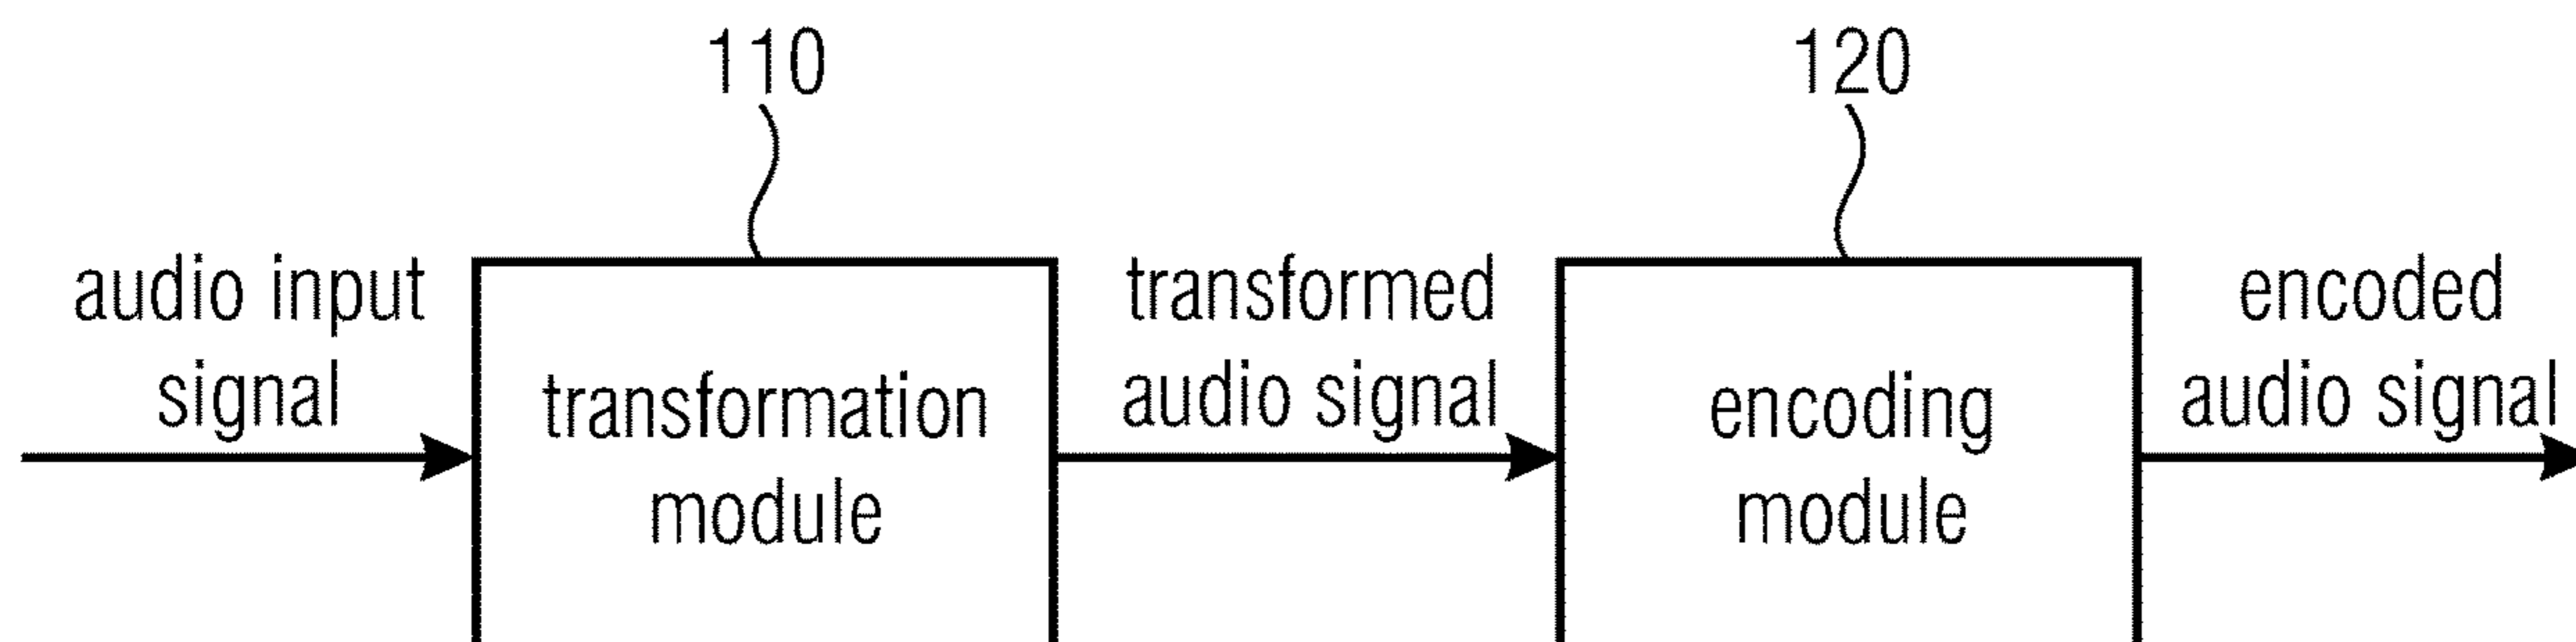 110
120
audio input
signal
transformation
module
transformed
audio signal
encoding
module
encoded
audio signal